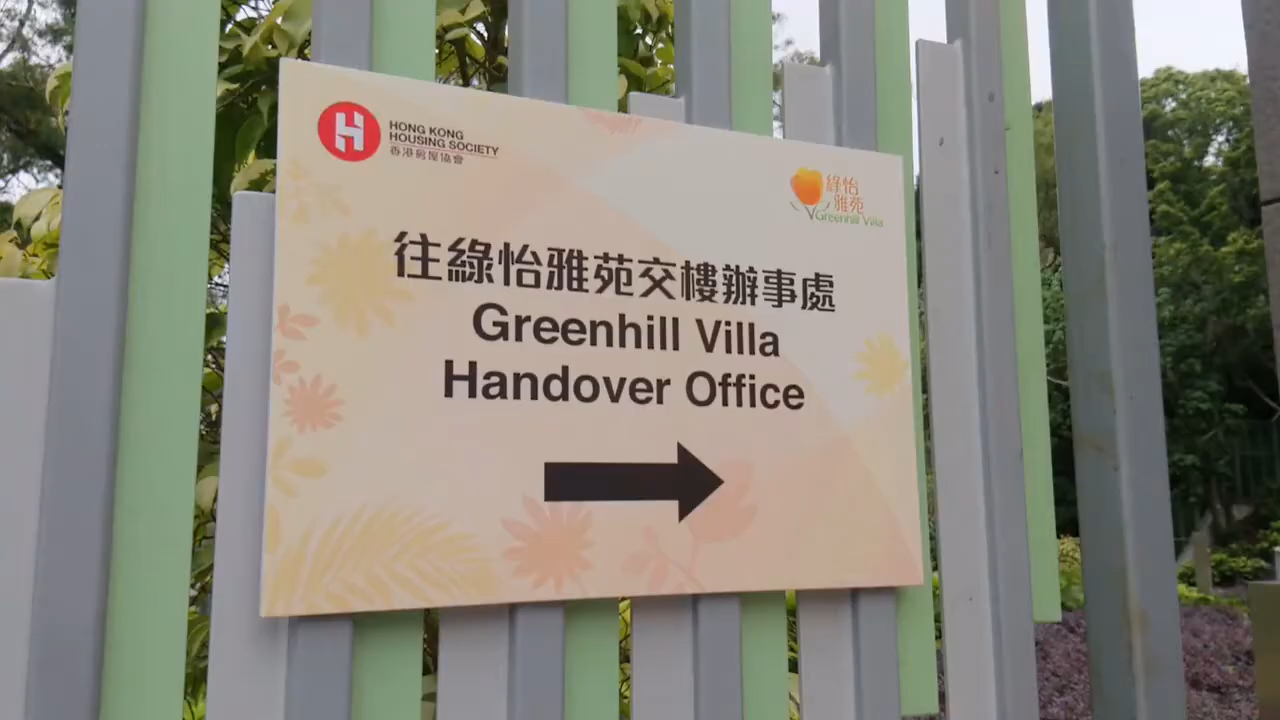 HONG KONG
HOUSING SOCIETY
香港房屋協會
綠怡
雅苑
Greenhill Villa
往綠怡雅苑交樓辦事處
Greenhill Villa
Handover Office